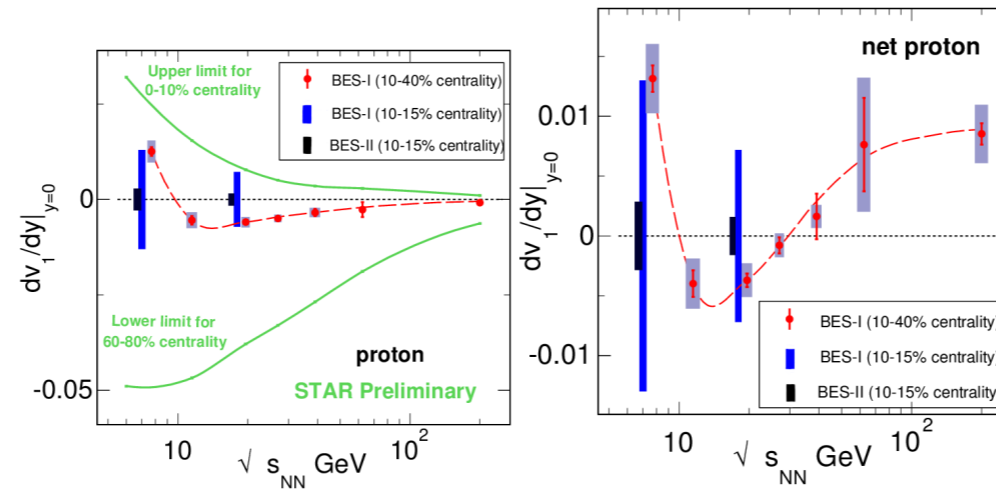 Upper limit for
0-10% centrality
BES-I (10-40% centrality)
BES-I (10-15% centrality)
BES-II (10-15% centrality)
0
-0.05
dv1/dy|y=0
Lower limit for
60-80% centrality
proton
STAR Preliminary
10
10²
√ sNN GeV
net proton
0.01
0
-0.01
dv1/dy|y=0
BES-I (10-40% centrality)
BES-I (10-15% centrality)
BES-II (10-15% centrality)
10
10²
√ sNN GeV